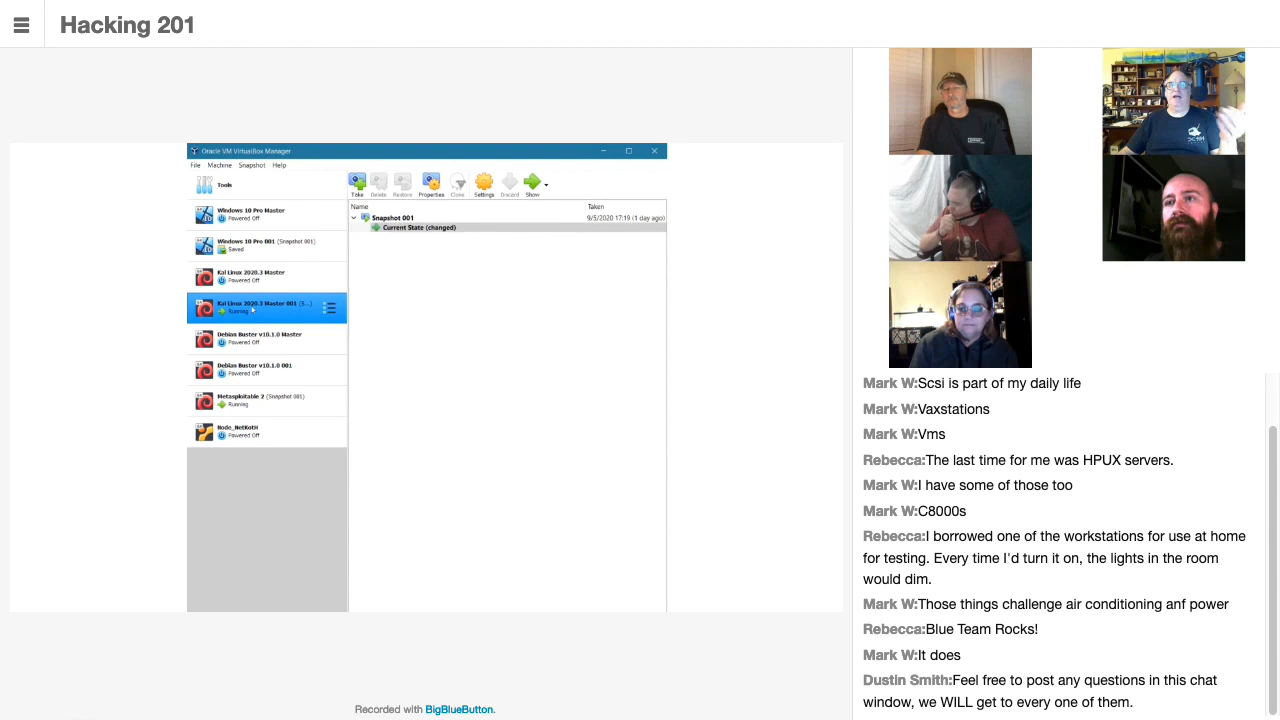 Hacking 201
Oracle VM VirtualBox Manager
File Machine Snapshot Help
Tools
Take Delete Restore Properties Clone Settings Discard Show
Name Taken
Snapshot 001 9/5/2020 17:19 (1 day ago)
Current State (changed)
Windows 10 Pro Master
Powered Off
Windows 10 Pro 001 (Snapshot 001)
Saved
Kal Linux 2020.3 Master
Powered Off
Kal Linux 2020.3 Master 001 (S...)
Running
Debian Buster v10.1.0 Master
Powered Off
Debian Buster v10.1.0 001
Powered Off
Metasploitable 2 (Snapshot 001)
Running
Powered Off
Recorded with BigBlueButton.
Mark W:Scsi is part of my daily life
Mark W:Vaxstations
Mark W:Vms
Rebecca:The last time for me was HPUX servers.
Mark W:I have some of those too
Mark W:C8000s
Rebecca:I borrowed one of the workstations for use at home
for testing. Every time I'd turn it on, the lights in the room
would dim.
Mark W:Those things challenge air conditioning anf power
Rebecca:Blue Team Rocks!
Mark W:It does
Dustin Smith:Feel free to post any questions in this chat
window, we WILL get to every one of them.